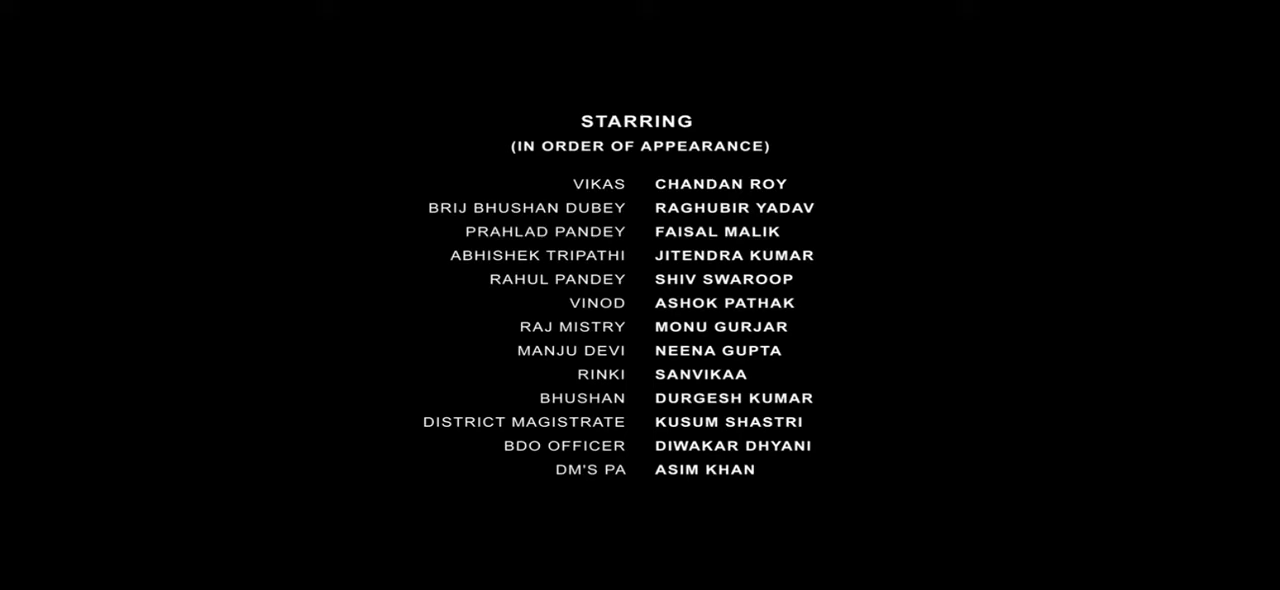 STARRING
(IN ORDER OF APPEARANCE)
VIKAS CHANDAN ROY
BRIJ BHUSHAN DUBEY RAGHUBIR YADAV
PRAHLAD PANDEY FAISAL MALIK
ABHISHEK TRIPATHI JITENDRA KUMAR
RAHUL PANDEY SHIV SWAROOP
VINOD ASHOK PATHAK
RAJ MISTRY MONU GURJAR
MANJU DEVI NEENA GUPTA
RINKI SANVIKAA
BHUSHAN DURGESH KUMAR
DISTRICT MAGISTRATE KUSUM SHASTRI
BDO OFFICER DIWAKAR DHYANI
DM'S PA ASIM KHAN